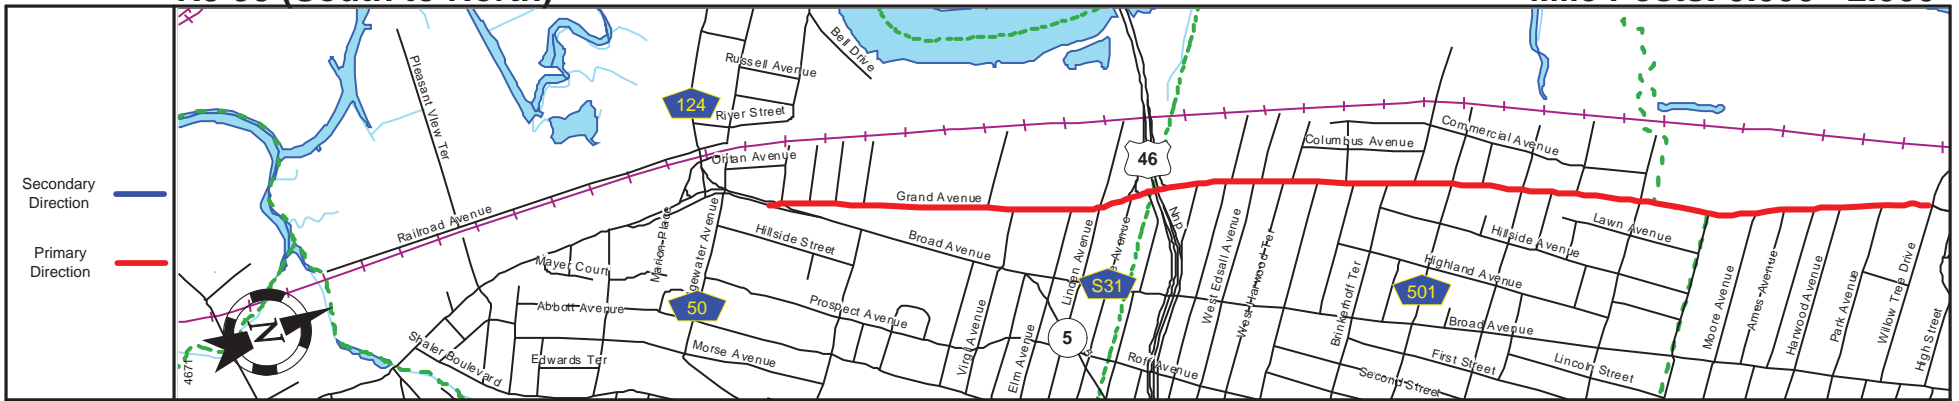 Secondary
Direction
Primary
Direction
Pleasant View Ter
Russell Avenue
Bell Drive
124
River Street
Railroad Avenue
Grand Avenue
46
Columbus Avenue
Commercial Avenue
Marion Place
Hillside Street
Broad Avenue
Mayer Court
Abbott Avenue
50
Prospect Avenue
Shaler Boulevard
Edwards Ter
Morse Avenue
Virgil Avenue
Elm Avenue
Linden Avenue
S31
5
Roff Avenue
West Edsall Avenue
West Harwood Ter
Brinkerhoff Ter
501
Highland Avenue
Hillside Avenue
Lawn Avenue
Broad Avenue
First Street
Second Street
Lincoln Street
Moore Avenue
Ames Avenue
Harwood Avenue
Park Avenue
Willow Tree Drive
High Street
N
4671